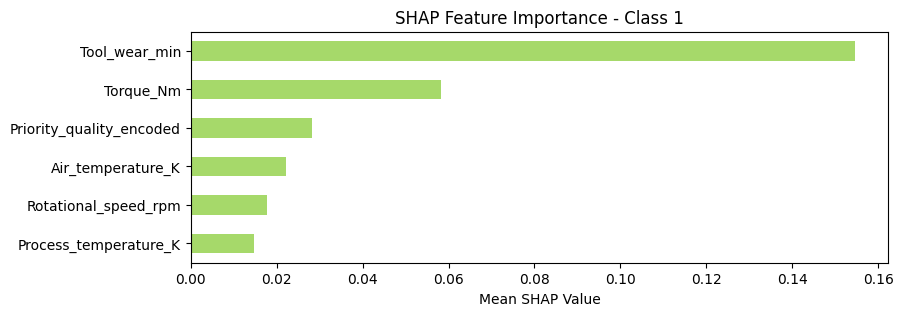 SHAP Feature Importance - Class 1
Tool_wear_min
Torque_Nm
Priority_quality_encoded
Air_temperature_K
Rotational_speed_rpm
Process_temperature_K
0.00 0.02 0.04 0.06 0.08 0.10 0.12 0.14 0.16
Mean SHAP Value